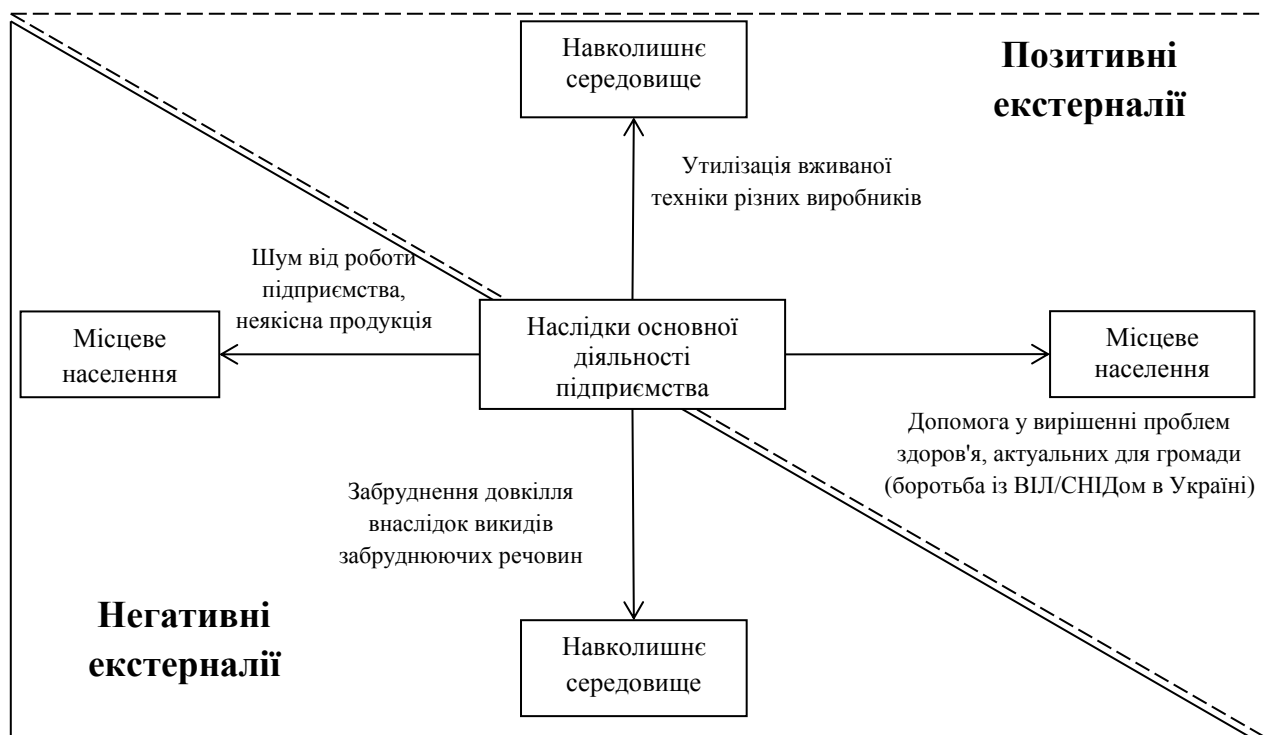 Навколишнє
середовище
Позитивні
екстерналії
Утилізація вживаної
техніки різних виробників
Шум від роботи
підприємства,
неякісна продукція
Місцеве
населення
Наслідки основної
діяльності
підприємства
Місцеве
населення
Допомога у вирішенні проблем
здоров'я, актуальних для громади
(боротьба із ВІЛ/СНІДом в Україні)
Забруднення довкілля
внаслідок викидів
забруднюючих речовин
Негативні
екстерналії
Навколишнє
середовище